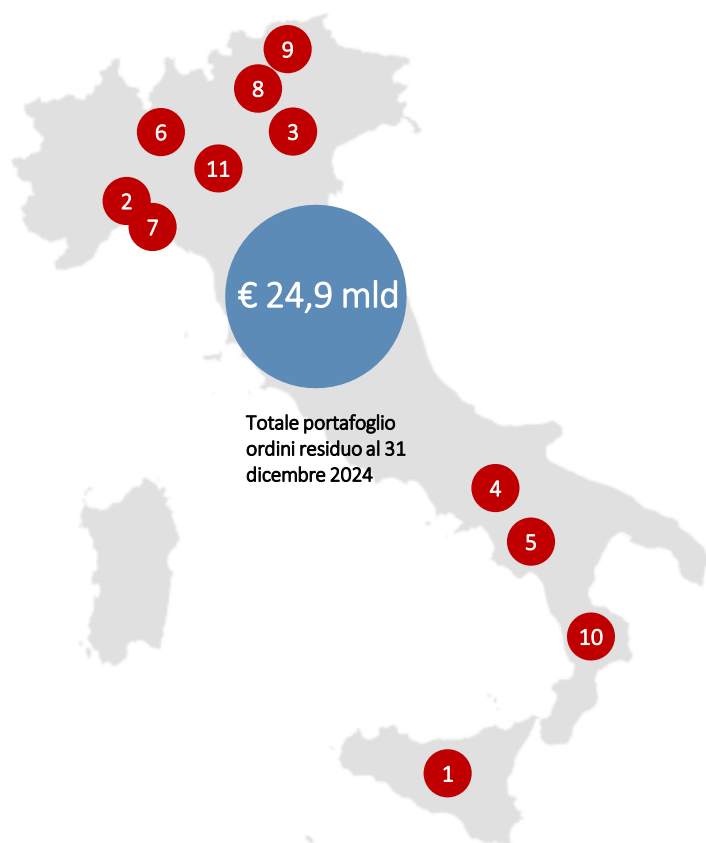 9
8
6
3
11
2
7
€ 24,9 mld
Totale portafoglio
ordini residuo al 31
dicembre 2024
4
5
10
1